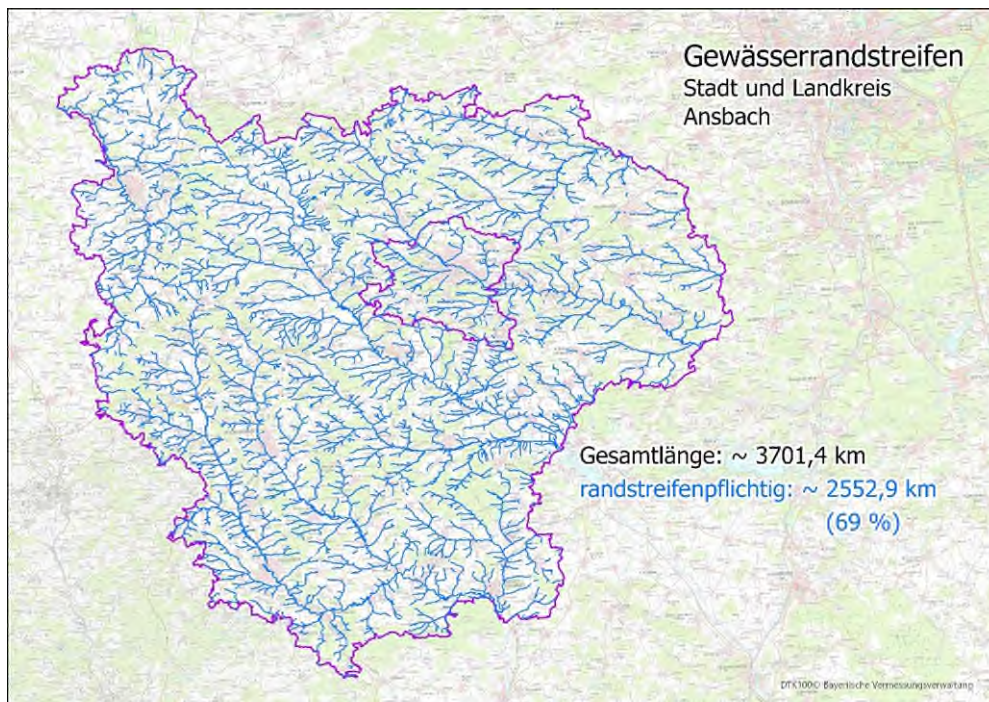 Gewässerrandstreifen
Stadt und Landkreis
Ansbach
Gesamtlänge: ~ 3701,4 km
randstreifenpflichtig: ~ 2552,9 km
(69 %)
DTK100© Bayerische Vermessungsverwaltung